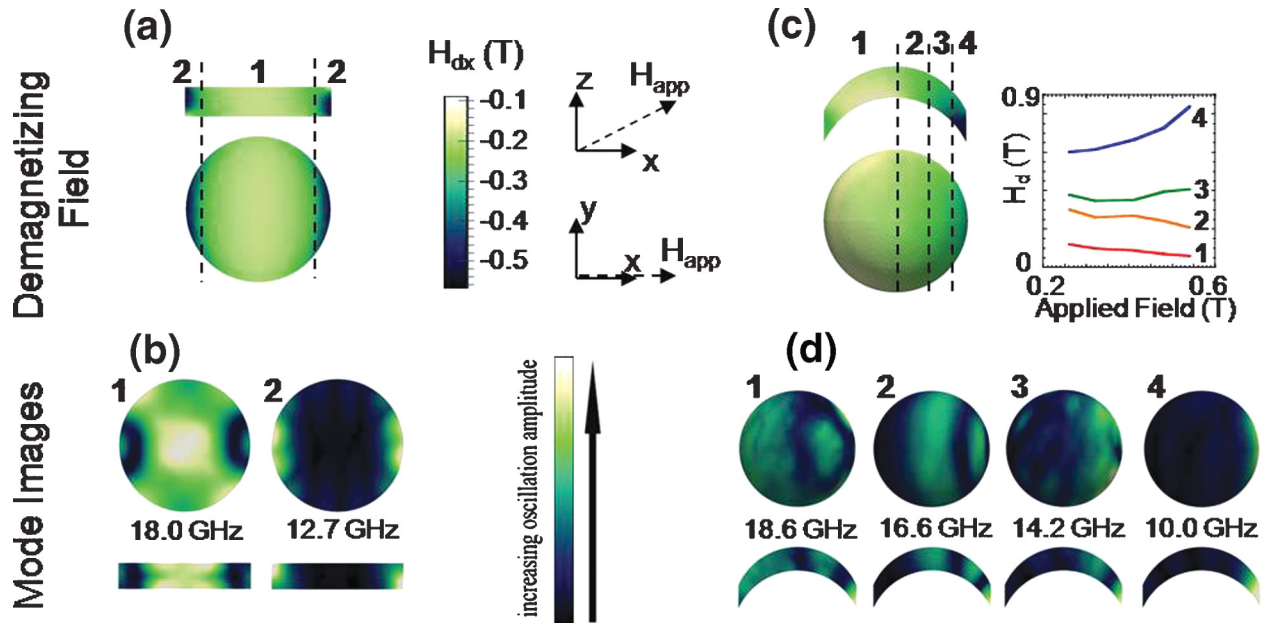 Demagnetizing
Field
(a)
2 1 2
H_dx (T)
-0.1
-0.2
-0.3
-0.4
-0.5
z
H_app
x
y
x
H_app
(c)
1 2 3 4
0.9
H_d (T)
0
4
3
2
1
0.2 0.6
Applied Field (T)
Mode Images
(b)
1 2
18.0 GHz 12.7 GHz
increasing oscillation amplitude
(d)
1 2 3 4
18.6 GHz 16.6 GHz 14.2 GHz 10.0 GHz